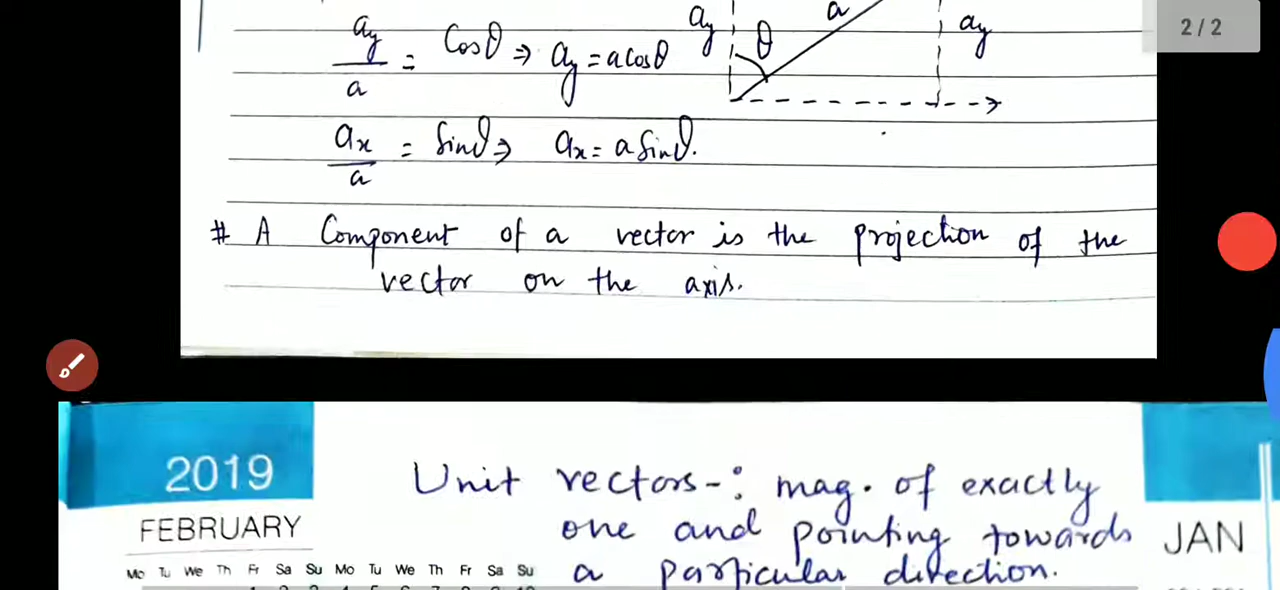 ay a ay 2 / 2
ay/a = Cosθ ⇒ ay = a cosθ θ
ax/a = Sinθ ⇒ ax = a Sinθ.
# A Component of a vector is the projection of the
vector on the axis.
2019 Unit vectors-: mag. of exactly
FEBRUARY one and pointing towards JAN
Mo Tu We Th Fr Sa Su Mo Tu We Th Fr Sa Su a particular direction.